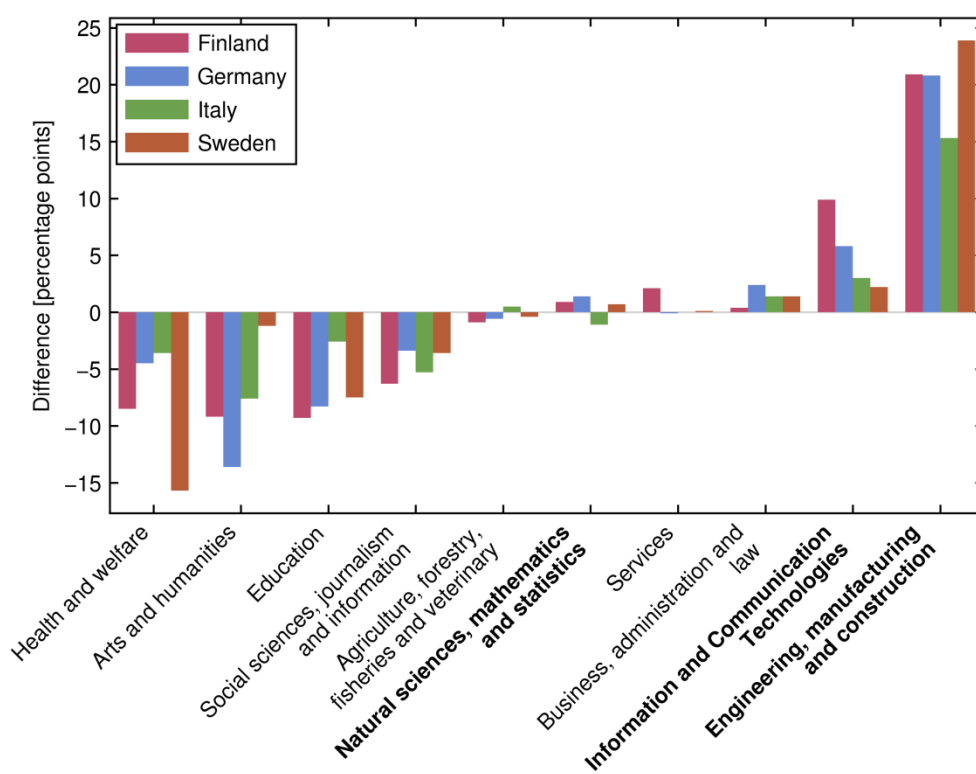 25
20
15
10
5
0
−5
−10
−15
Difference [percentage points]
Finland
Germany
Italy
Sweden
Health and welfare
Arts and humanities
Education
Social sciences, journalism
and information
Agriculture, forestry,
fisheries and veterinary
Natural sciences, mathematics
and statistics
Services
Business, administration and
law
Information and Communication
Technologies
Engineering, manufacturing
and construction